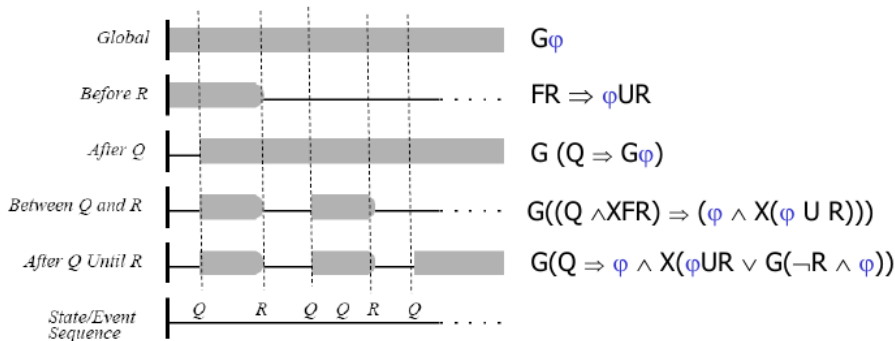 Global Gφ
Before R FR ⇒ φUR
After Q G (Q ⇒ Gφ)
Between Q and R G((Q ∧XFR) ⇒ (φ ∧ X(φ U R)))
After Q Until R G(Q ⇒ φ ∧ X(φUR ∨ G(¬R ∧ φ))
Q R Q Q R Q
State/Event
Sequence